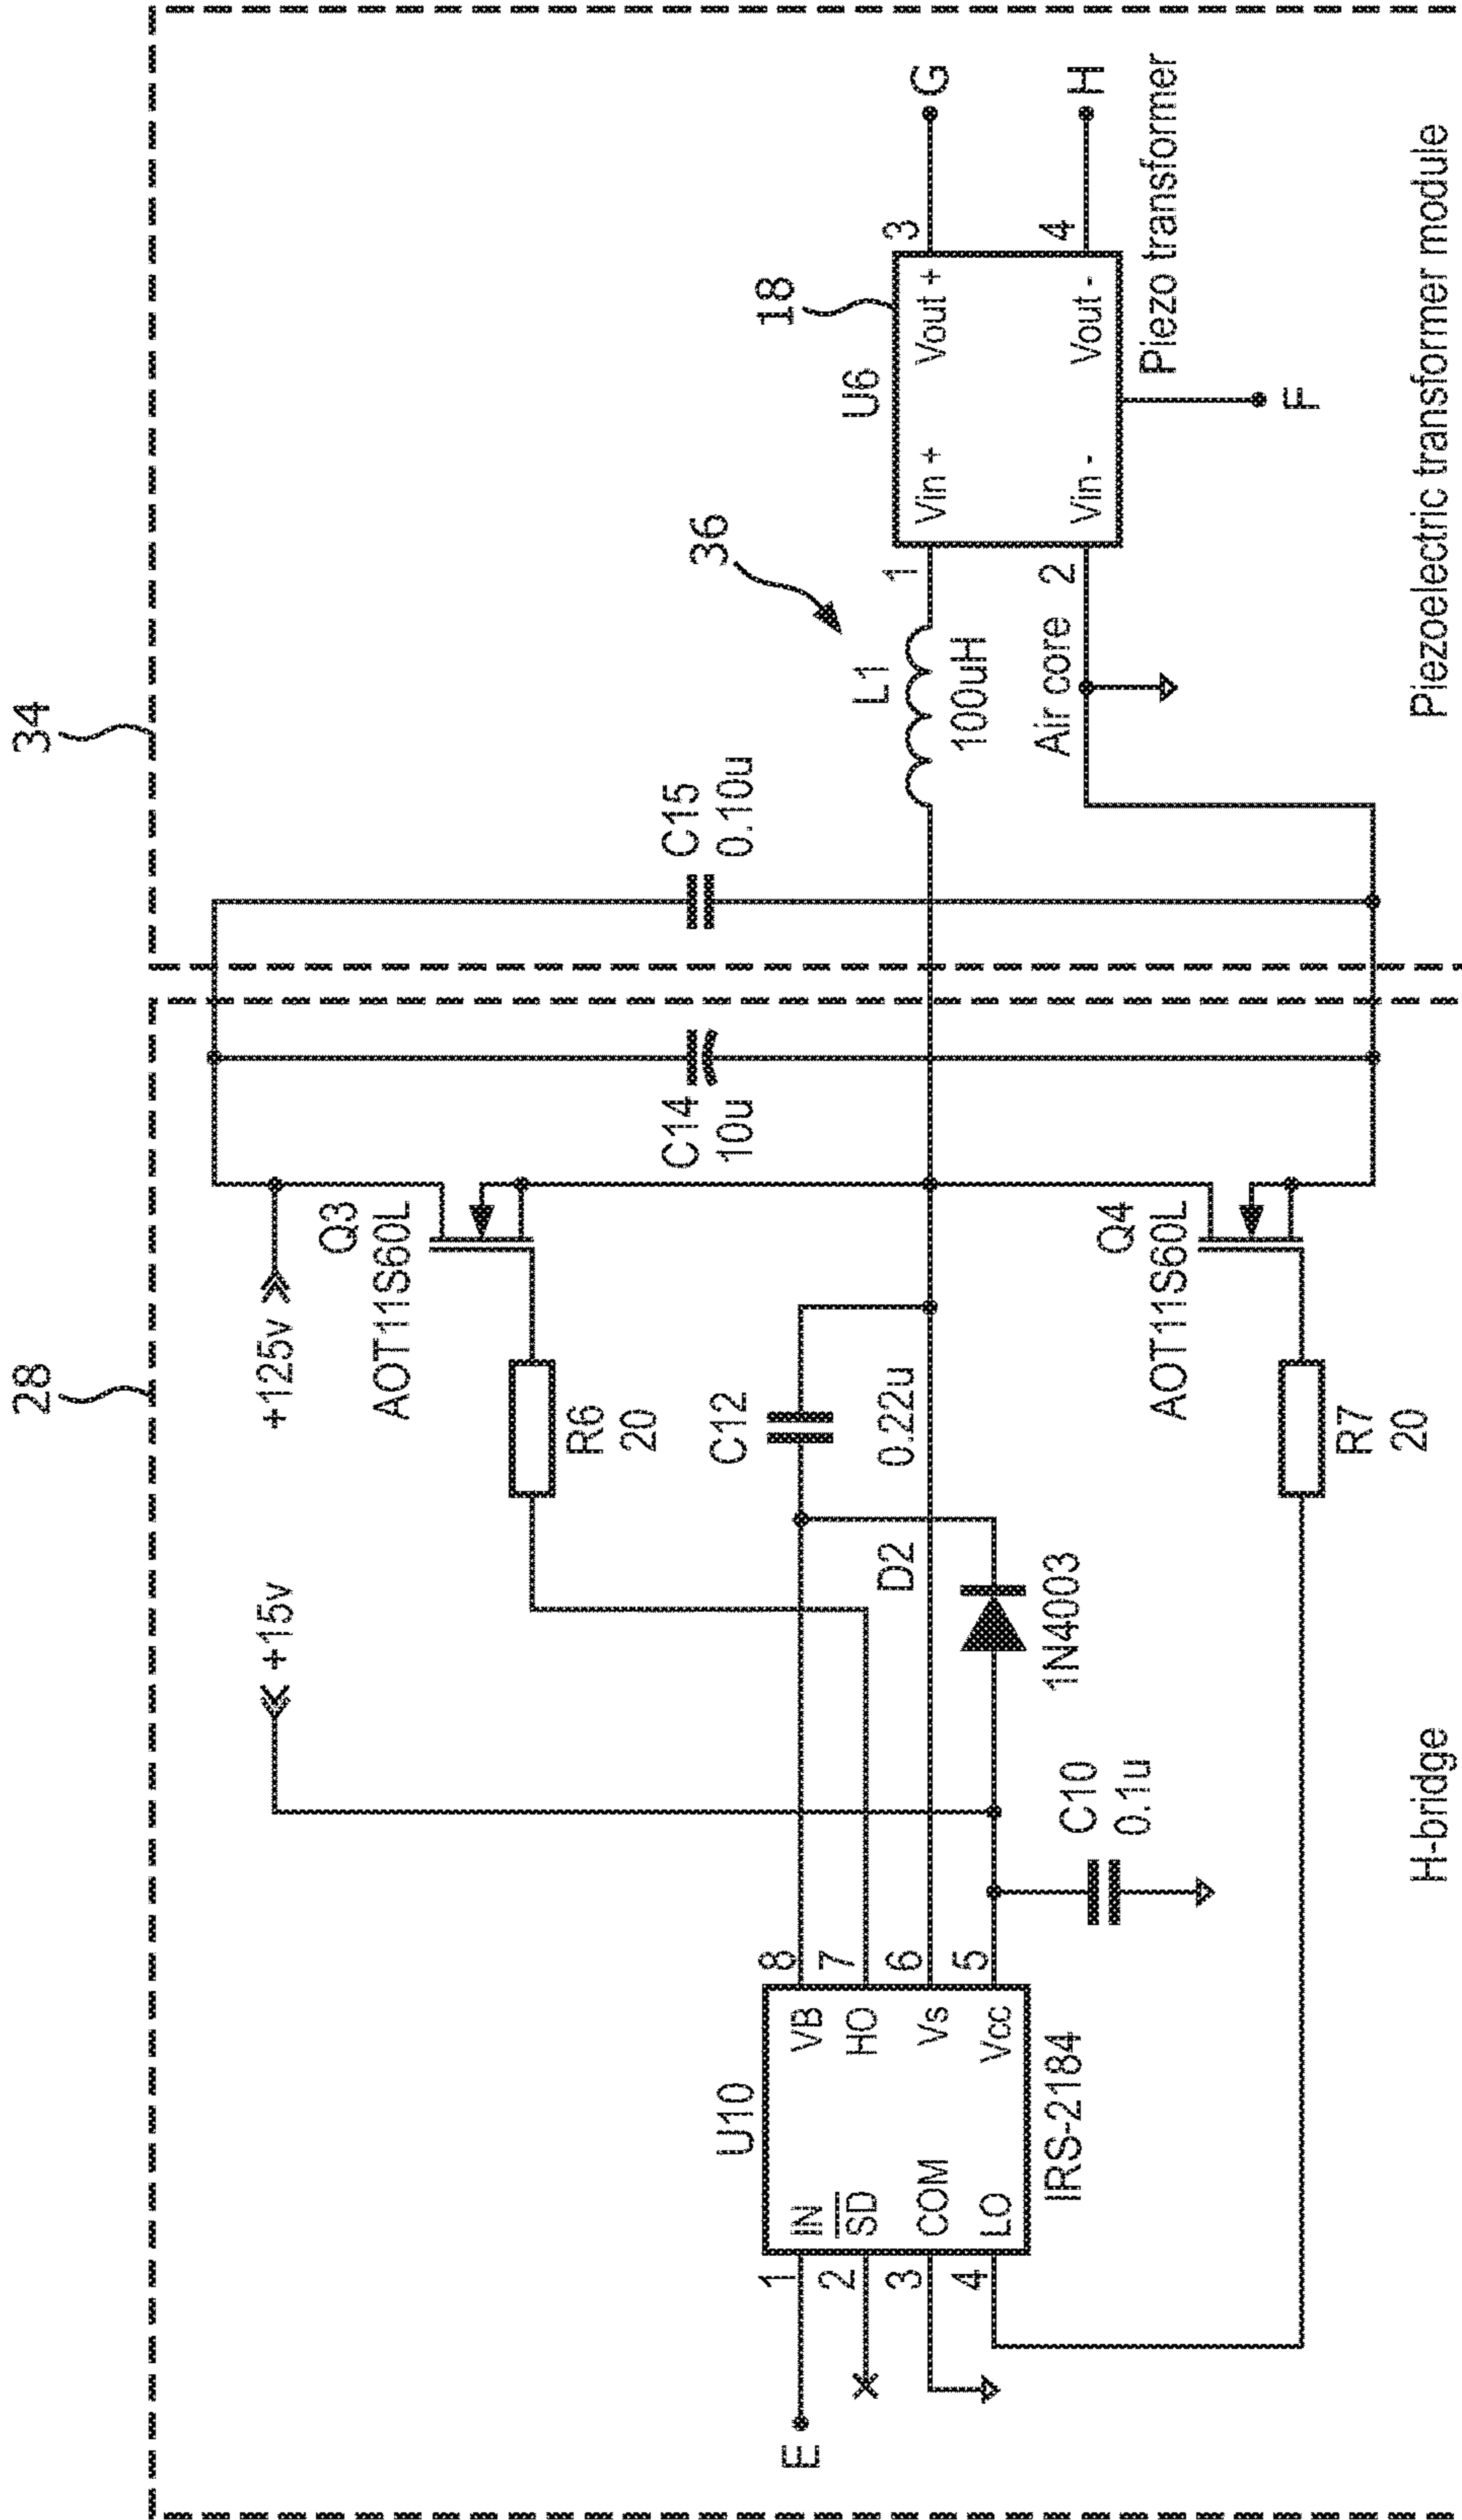 28
34
+15v
+125v
Q3
AOT11S60L
R6
20
C14
10u
C15
0.10u
36
18
U10
IN
SD
COM
LO
VB
HO
Vs
Vcc
1
2
3
4
8
7
6
5
IRS-2184
E
C12
0.22u
D2
1N4003
C10
0.1u
L1
100uH
Air core
U6
Vin +
Vin -
Vout +
Vout -
1
2
3
4
G
H
F
Piezo transformer
Q4
AOT11S60L
R7
20
H-bridge
Piezoelectric transformer module